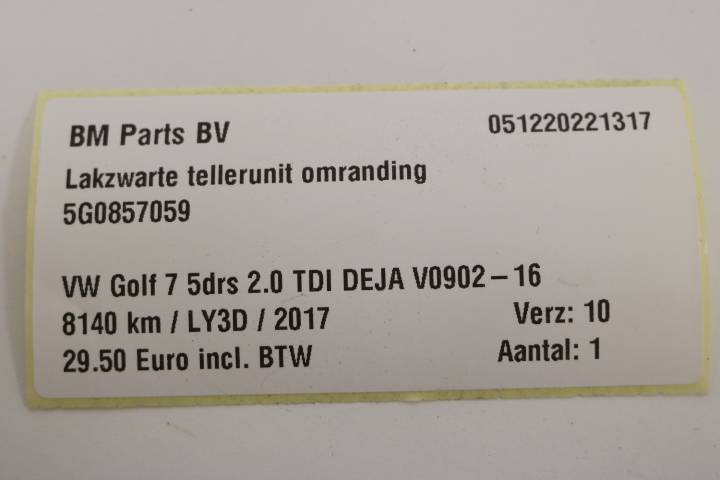 BM Parts BV 051220221317
Lakzwarte tellerunit omranding
5G0857059
VW Golf 7 5drs 2.0 TDI DEJA V0902-16
8140 km / LY3D / 2017 Verz: 10
29.50 Euro incl. BTW Aantal: 1